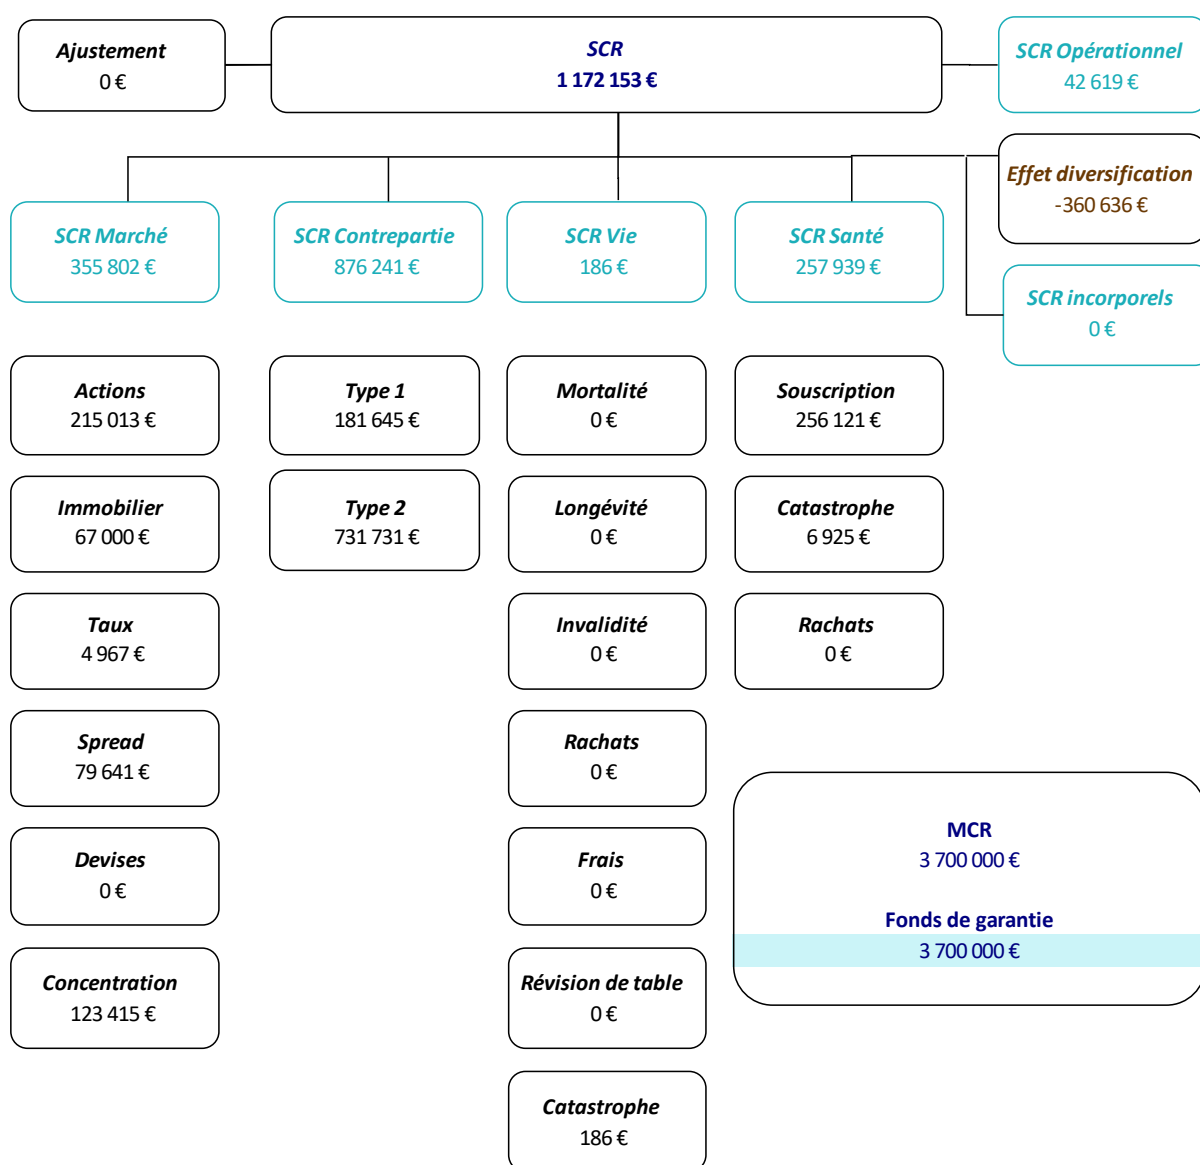 Ajustement
0 €
SCR
1 172 153 €
SCR Opérationnel
42 619 €
Effet diversification
-360 636 €
SCR Marché
355 802 €
SCR Contrepartie
876 241 €
SCR Vie
186 €
SCR Santé
257 939 €
SCR incorporels
0 €
Actions
215 013 €
Type 1
181 645 €
Mortalité
0 €
Souscription
256 121 €
Immobilier
67 000 €
Type 2
731 731 €
Longévité
0 €
Catastrophe
6 925 €
Taux
4 967 €
Invalidité
0 €
Rachats
0 €
Spread
79 641 €
Rachats
0 €
Devises
0 €
Frais
0 €
MCR
3 700 000 €
Fonds de garantie
3 700 000 €
Concentration
123 415 €
Révision de table
0 €
Catastrophe
186 €